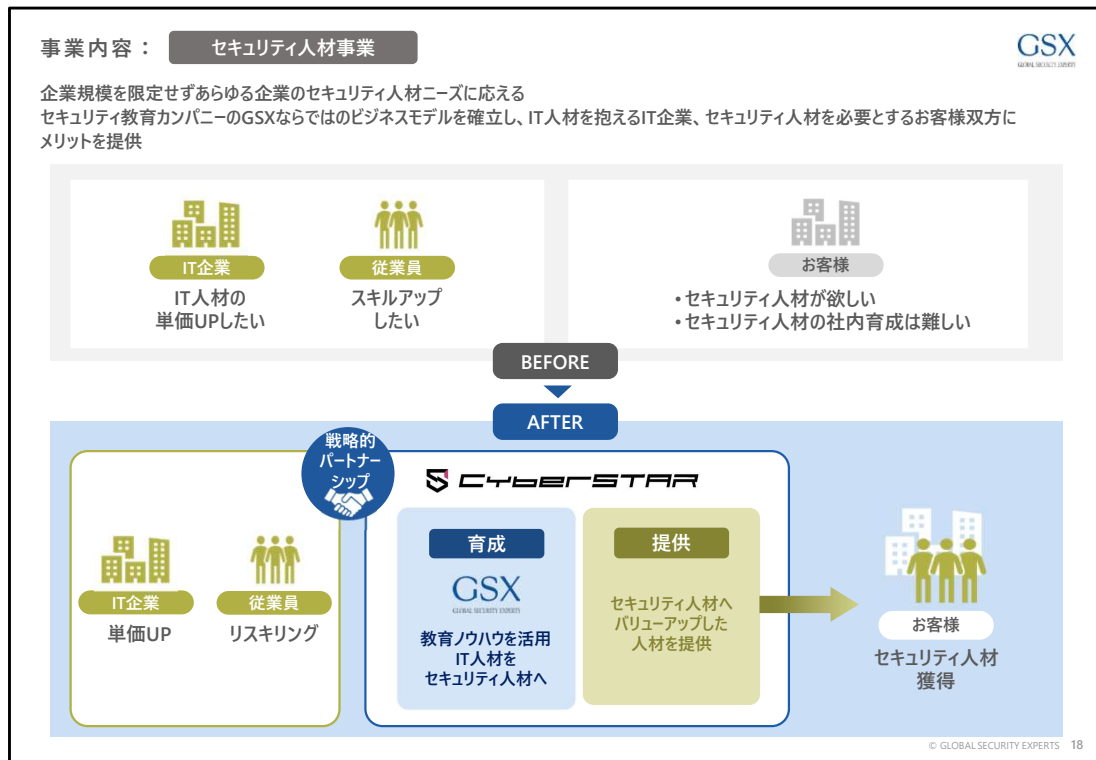 事業内容：
セキュリティ人材事業
GSX
GLOBAL SECURITY EXPERTS
企業規模を限定せずあらゆる企業のセキュリティ人材ニーズに応える
セキュリティ教育カンパニーのGSXならではのビジネスモデルを確立し、IT人材を抱えるIT企業、セキュリティ人材を必要とするお客様双方に
メリットを提供
IT企業
IT人材の
単価UPしたい
従業員
スキルアップ
したい
お客様
・セキュリティ人材が欲しい
・セキュリティ人材の社内育成は難しい
BEFORE
AFTER
戦略的
パートナー
シップ
IT企業
単価UP
従業員
リスキリング
CYBERSTAR
育成
GSX
GLOBAL SECURITY EXPERTS
教育ノウハウを活用
IT人材を
セキュリティ人材へ
提供
セキュリティ人材へ
バリューアップした
人材を提供
お客様
セキュリティ人材
獲得
© GLOBAL SECURITY EXPERTS 18